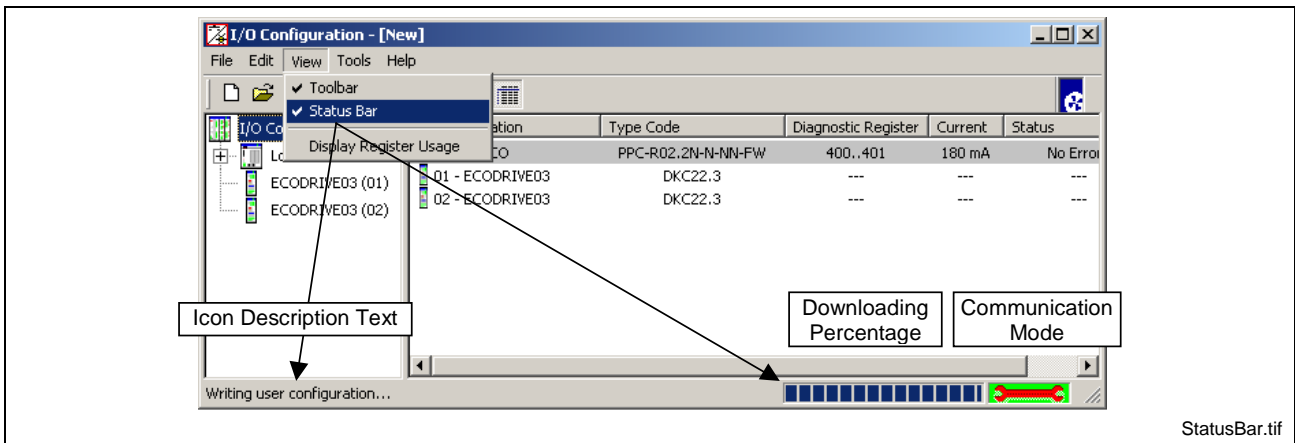 I/O Configuration - [New]
File Edit View Tools Help
Toolbar
Status Bar
Display Register Usage
I/O Co
ation Type Code Diagnostic Register Current Status
CO PPC-R02.2N-N-NN-FW 400..401 180 mA No Erro
ECODRIVE03 (01)
01 - ECODRIVE03 DKC22.3 --- --- ---
ECODRIVE03 (02)
02 - ECODRIVE03 DKC22.3 --- --- ---
Icon Description Text
Downloading
Percentage
Communication
Mode
Writing user configuration...
StatusBar.tif